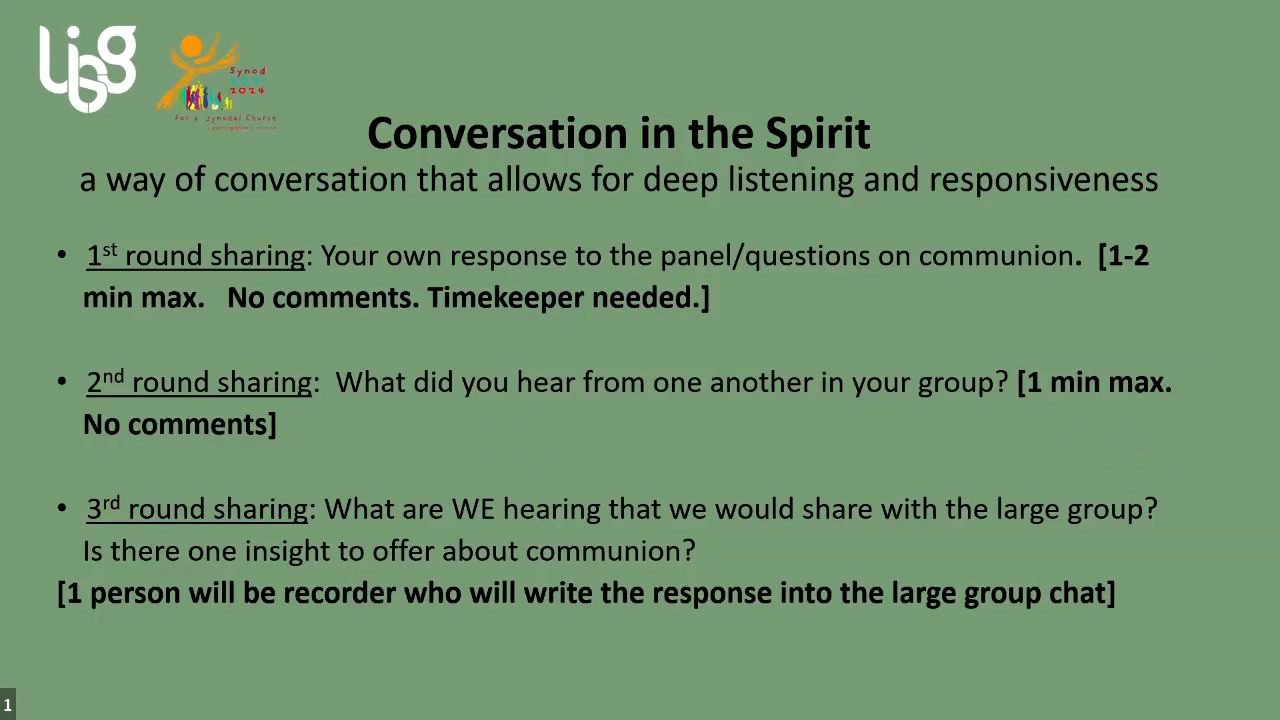 uisg
Synod
2024
For a synodal Church
Conversation in the Spirit
a way of conversation that allows for deep listening and responsiveness
• 1st round sharing: Your own response to the panel/questions on communion. [1-2
min max. No comments. Timekeeper needed.]
• 2nd round sharing: What did you hear from one another in your group? [1 min max.
No comments]
• 3rd round sharing: What are WE hearing that we would share with the large group?
Is there one insight to offer about communion?
[1 person will be recorder who will write the response into the large group chat]
1